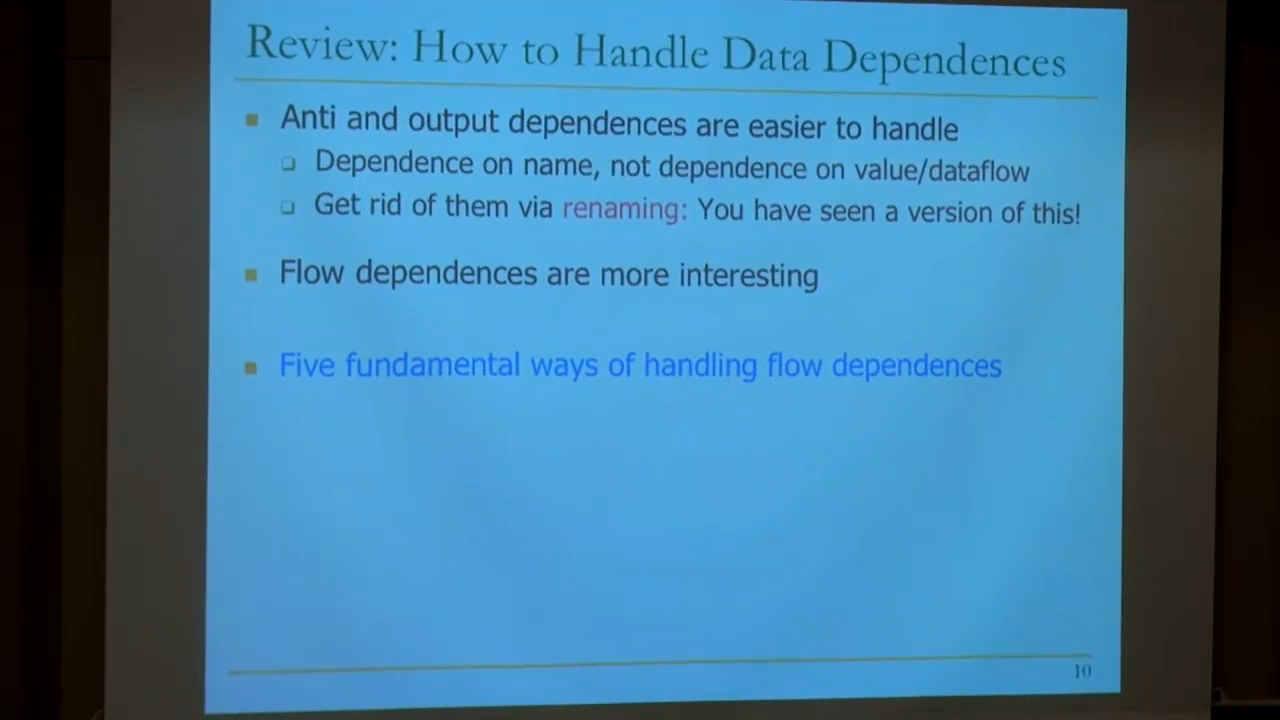 Review: How to Handle Data Dependences
Anti and output dependences are easier to handle
Dependence on name, not dependence on value/dataflow
Get rid of them via renaming: You have seen a version of this!
Flow dependences are more interesting
Five fundamental ways of handling flow dependences
10